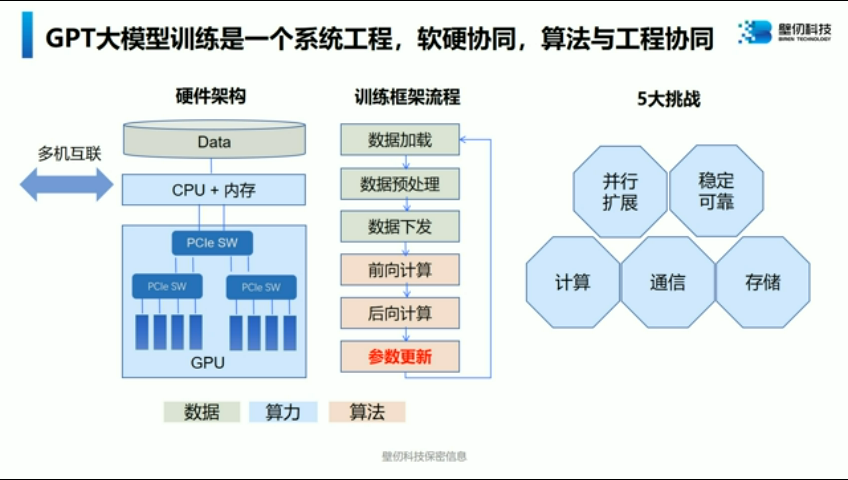 GPT大模型训练是一个系统工程，软硬协同，算法与工程协同
壁仞科技
BIREN TECHNOLOGY
硬件架构
多机互联
Data
CPU + 内存
PCIe SW
PCIe SW
PCIe SW
GPU
训练框架流程
数据加载
数据预处理
数据下发
前向计算
后向计算
参数更新
5大挑战
并行
扩展
稳定
可靠
计算
通信
存储
数据
算力
算法
壁仞科技保密信息